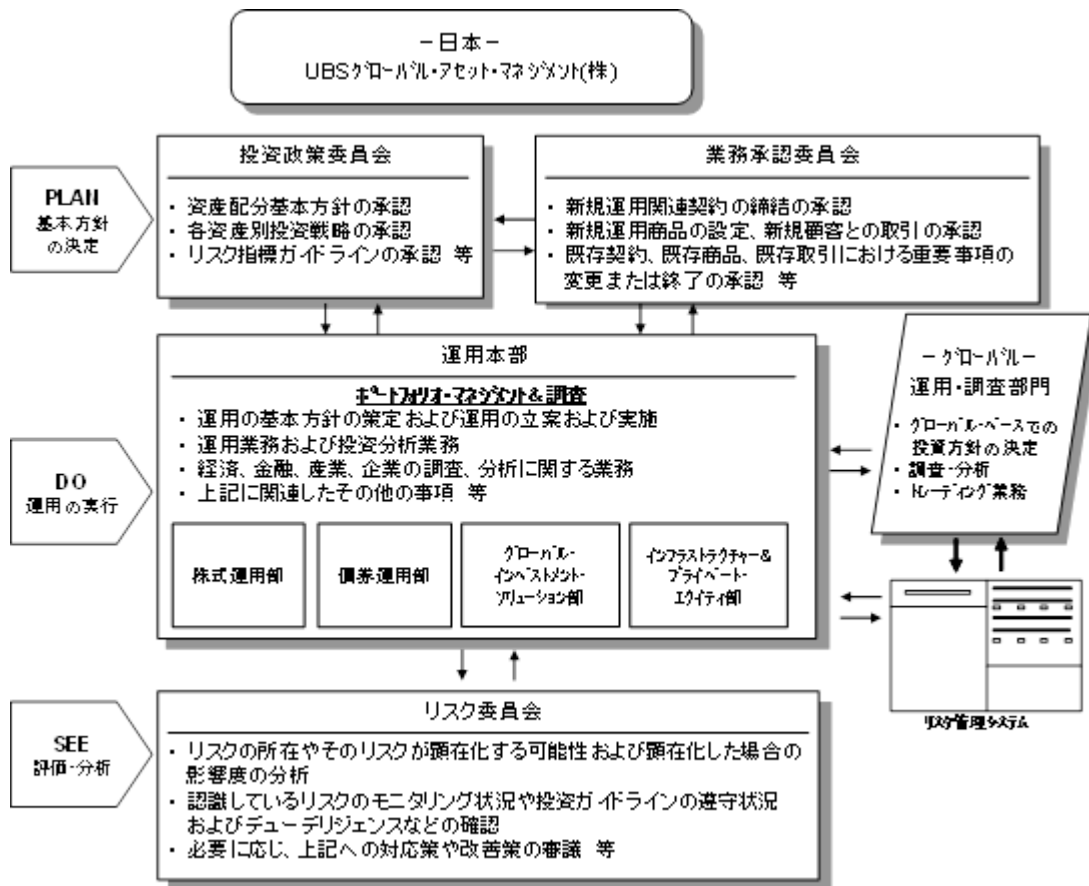 －日本－
UBSｸﾞﾛｰﾊﾞﾙ･ｱｾｯﾄ･ﾏﾈｼﾞﾒﾝﾄ(株)
PLAN
基本方針
の決定
投資政策委員会
・ 資産配分基本方針の承認
・ 各資産別投資戦略の承認
・ リスク指標ガイドラインの承認 等
業務承認委員会
・ 新規運用関連契約の締結の承認
・ 新規運用商品の設定、新規顧客との取引の承認
・ 既存契約、既存商品、既存取引における重要事項の
変更または終了の承認 等
DO
運用の実行
運用本部
ﾎﾟｰﾄﾌｫﾘｵ･ﾏﾈｼﾞﾒﾝﾄ&調査
・ 運用の基本方針の策定および運用の立案および実施
・ 運用業務および投資分析業務
・ 経済、金融、産業、企業の調査、分析に関する業務
・ 上記に関連したその他の事項 等
株式運用部
債券運用部
ｸﾞﾛｰﾊﾞﾙ･
ｲﾝﾍﾞｽﾄﾒﾝﾄ･
ｿﾘｭｰｼｮﾝ部
ｲﾝﾌﾗｽﾄﾗｸﾁｬｰ&
ﾌﾟﾗｲﾍﾞｰﾄ･
ｴｸｲﾃｨ部
－ｸﾞﾛｰﾊﾞﾙ－
運用･調査部門
・ ｸﾞﾛｰﾊﾞﾙ･ﾍﾞｰｽでの
投資方針の決定
・ 調査･分析
・ ﾄﾚｰﾃﾞｨﾝｸﾞ業務
ﾘｽｸ管理ｼｽﾃﾑ
SEE
評価･分析
リスク委員会
・ リスクの所在やそのリスクが顕在化する可能性および顕在化した場合の
影響度の分析
・ 認識しているリスクのモニタリング状況や投資ガイドラインの遵守状況
およびデューデリジェンスなどの確認
・ 必要に応じ、上記への対応策や改善策の審議 等